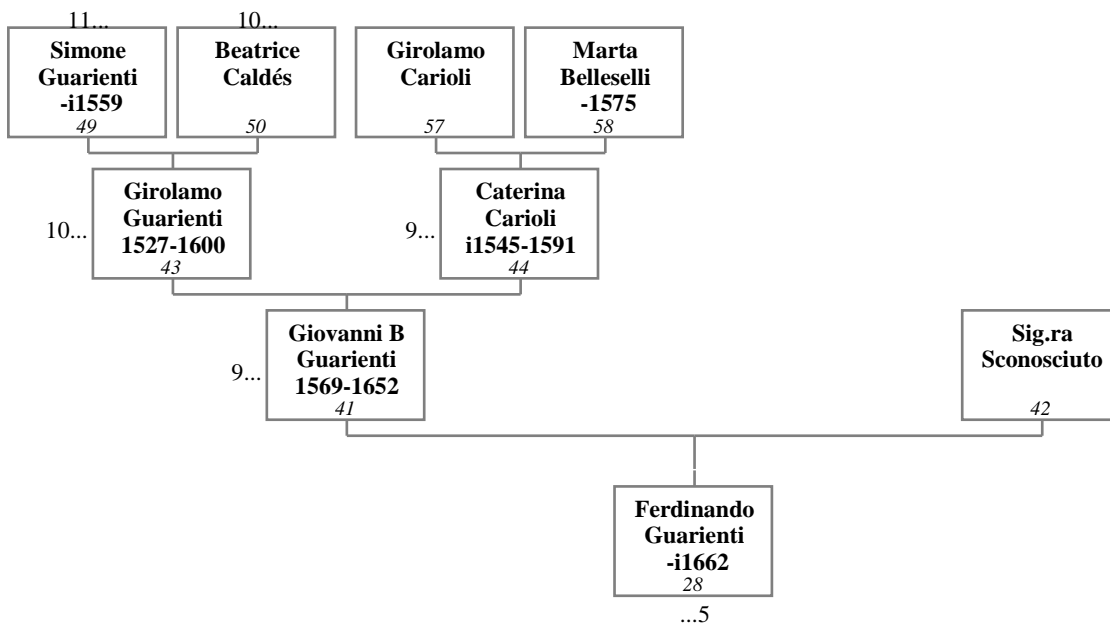 11...
10...
Simone
Guarienti
-i1559
49
Beatrice
Caldés
50
Girolamo
Carioli
57
Marta
Belleselli
-1575
58
10...
Girolamo
Guarienti
1527-1600
43
9...
Caterina
Carioli
i1545-1591
44
9...
Giovanni B
Guarienti
1569-1652
41
Sig.ra
Sconosciuto
42
Ferdinando
Guarienti
-i1662
28
...5